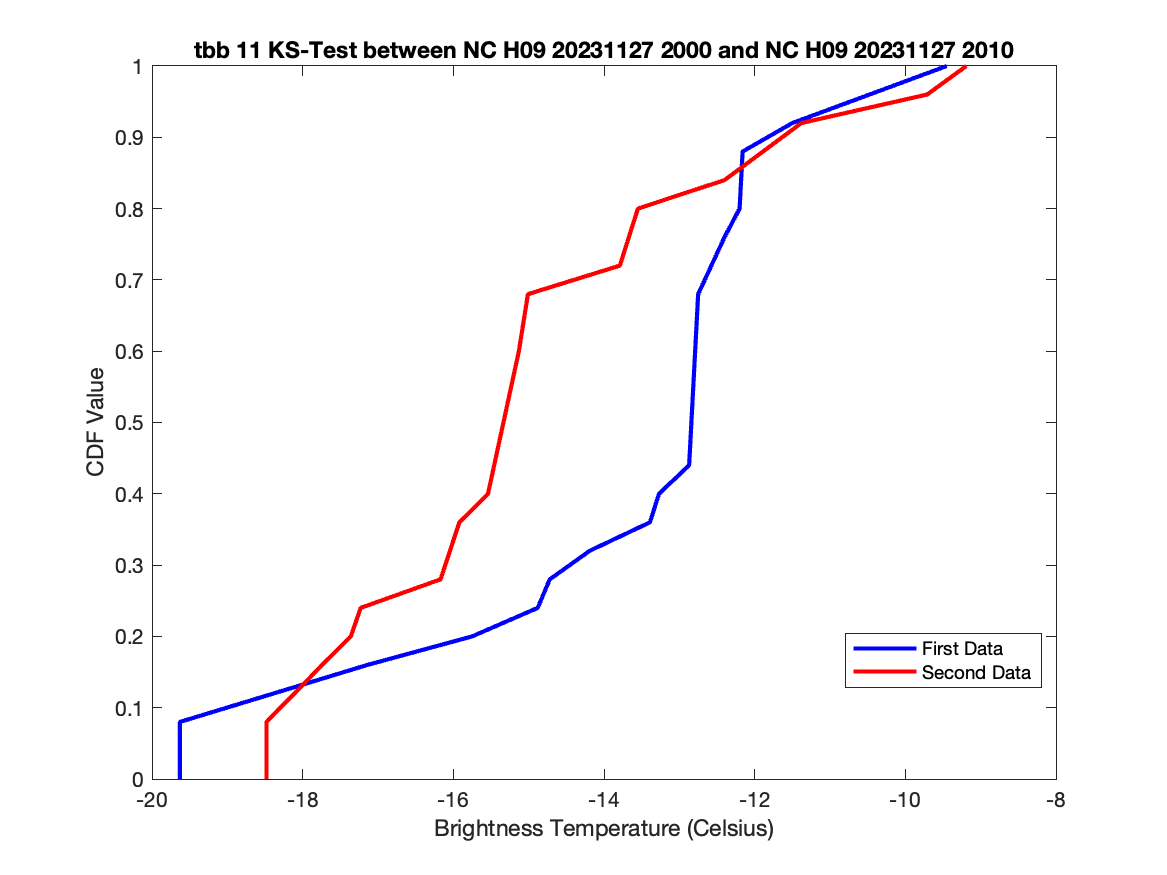 tbb 11 KS-Test between NC H09 20231127 2000 and NC H09 20231127 2010
1
0.9
0.8
0.7
0.6
0.5
0.4
0.3
0.2
0.1
0
CDF Value
First Data
Second Data
-20 -18 -16 -14 -12 -10 -8
Brightness Temperature (Celsius)